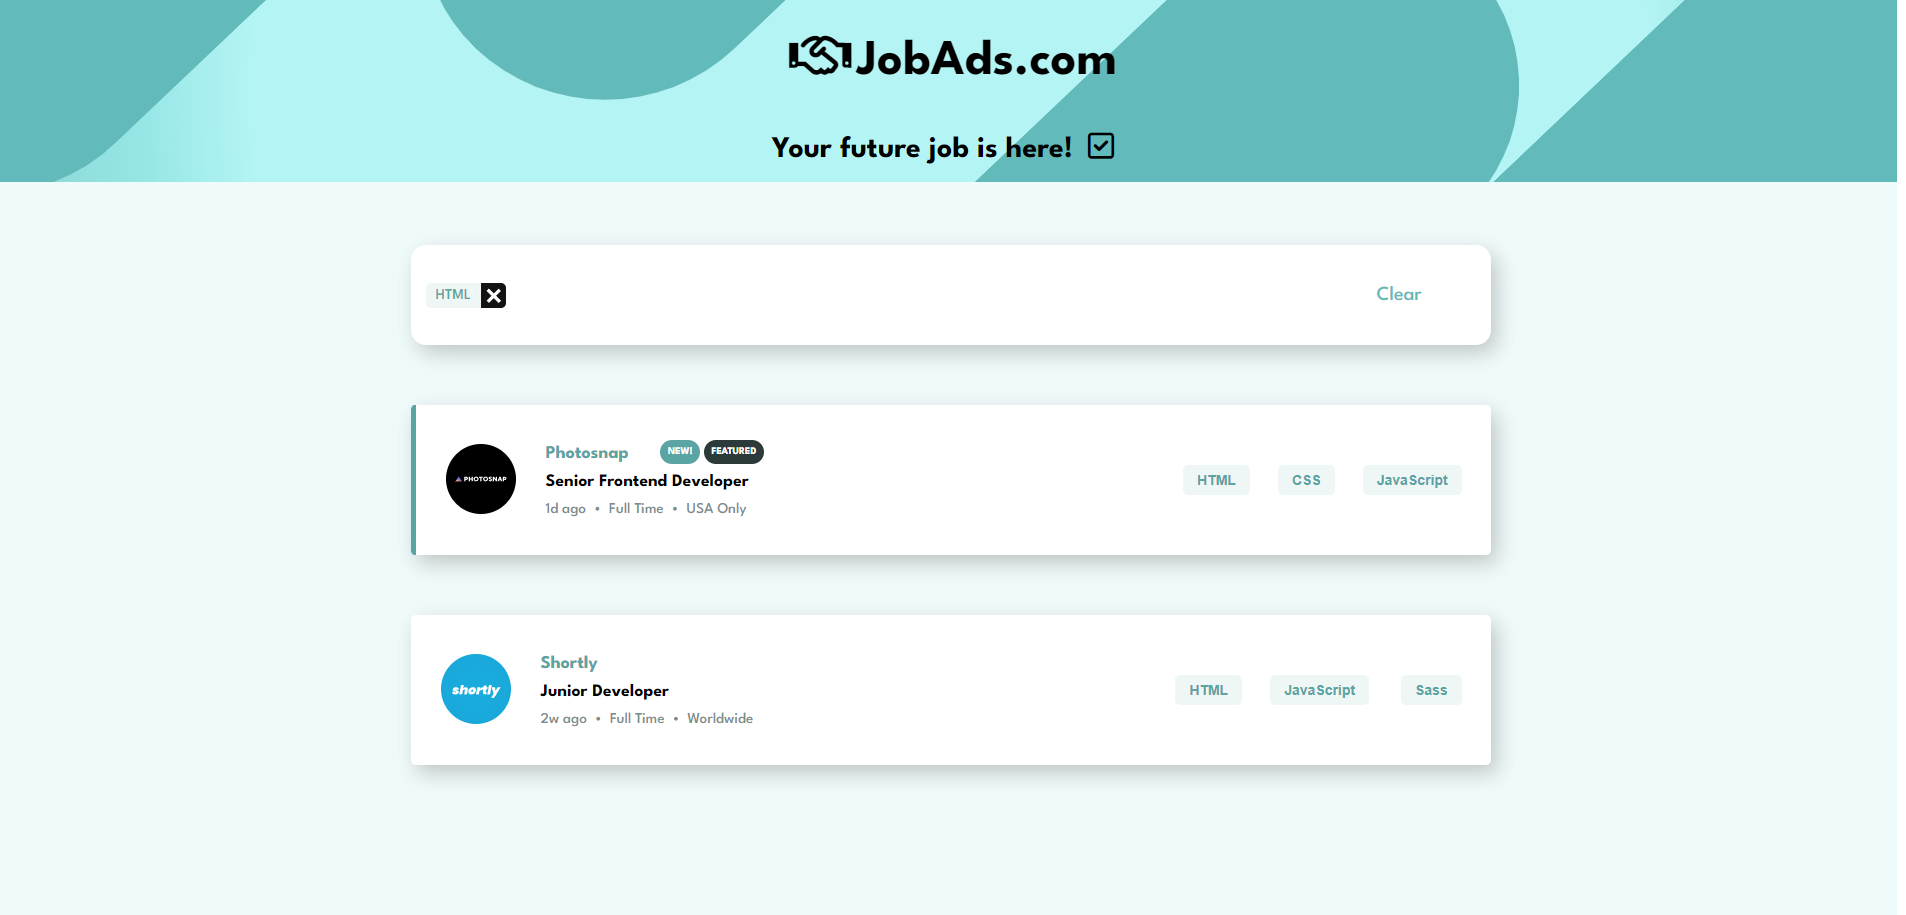 JobAds.com
Your future job is here!
HTML
Clear
PHOTOSNAP
Photosnap NEW! FEATURED
Senior Frontend Developer
1d ago • Full Time • USA Only
HTML CSS JavaScript
shortly
Shortly
Junior Developer
2w ago • Full Time • Worldwide
HTML JavaScript Sass